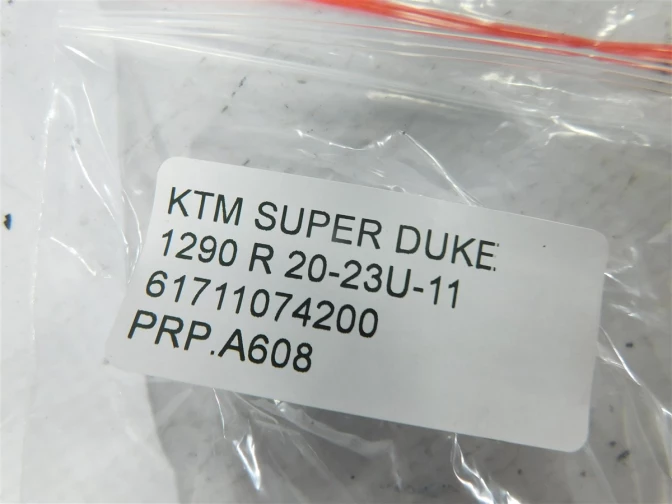 KTM SUPER DUKE
1290 R 20-23U-11
61711074200
PRP.A608